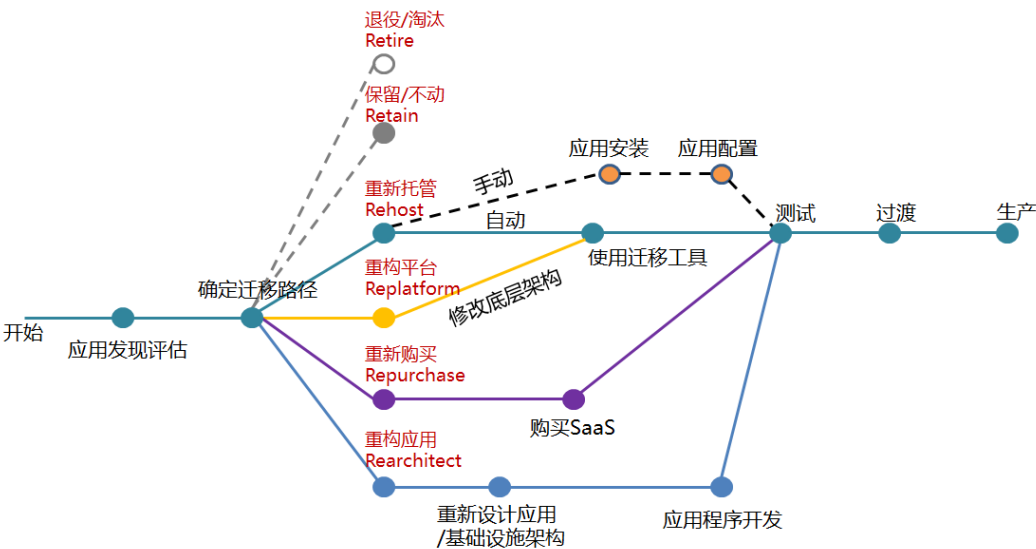 退役/淘汰
Retire
保留/不动
Retain
应用安装
应用配置
重新托管
Rehost
手动
自动
测试
过渡
生产
使用迁移工具
重构平台
Replatform
修改底层架构
确定迁移路径
开始
应用发现评估
重新购买
Repurchase
购买SaaS
重构应用
Rearchitect
重新设计应用
/基础设施架构
应用程序开发